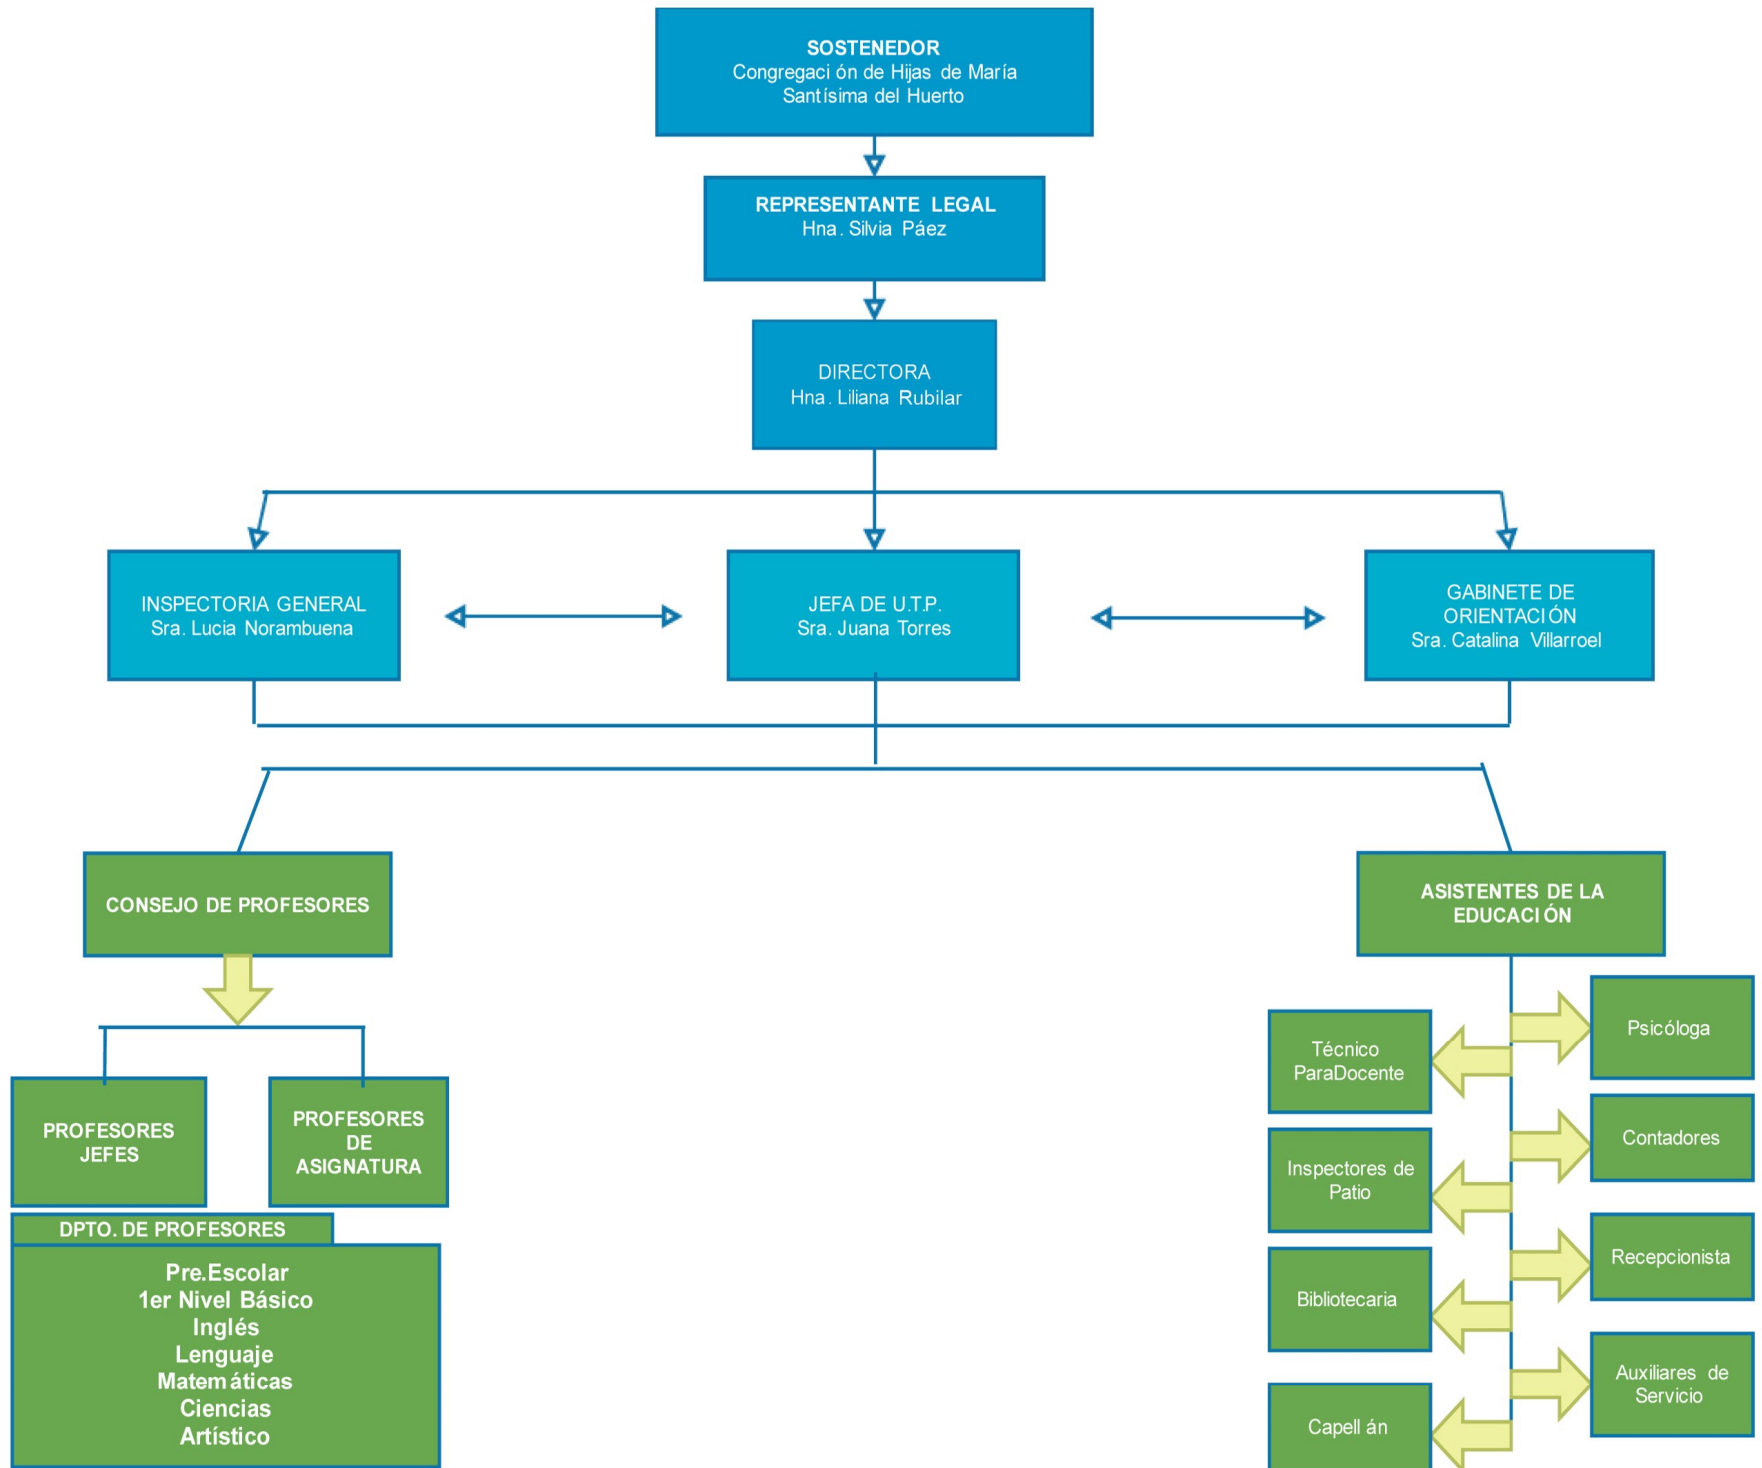 SOSTENEDOR
Congregaci ón de Hijas de María
Santísima del Huerto
REPRESENTANTE LEGAL
Hna. Silvia Páez
DIRECTORA
Hna. Liliana Rubilar
INSPECTORIA GENERAL
Sra. Lucia Norambuena
JEFA DE U.T.P.
Sra. Juana Torres
GABINETE DE
ORIENTACIÓN
Sra. Catalina Villarroel
CONSEJO DE PROFESORES
ASISTENTES DE LA
EDUCACI ÓN
PROFESORES
JEFES
PROFESORES
DE
ASIGNATURA
DPTO. DE PROFESORES
Pre.Escolar
1er Nivel Básico
Inglés
Lenguaje
Matemáticas
Ciencias
Artístico
Técnico
ParaDocente
Psicóloga
Inspectores de
Patio
Contadores
Bibliotecaria
Recepcionista
Capell án
Auxiliares de
Servicio